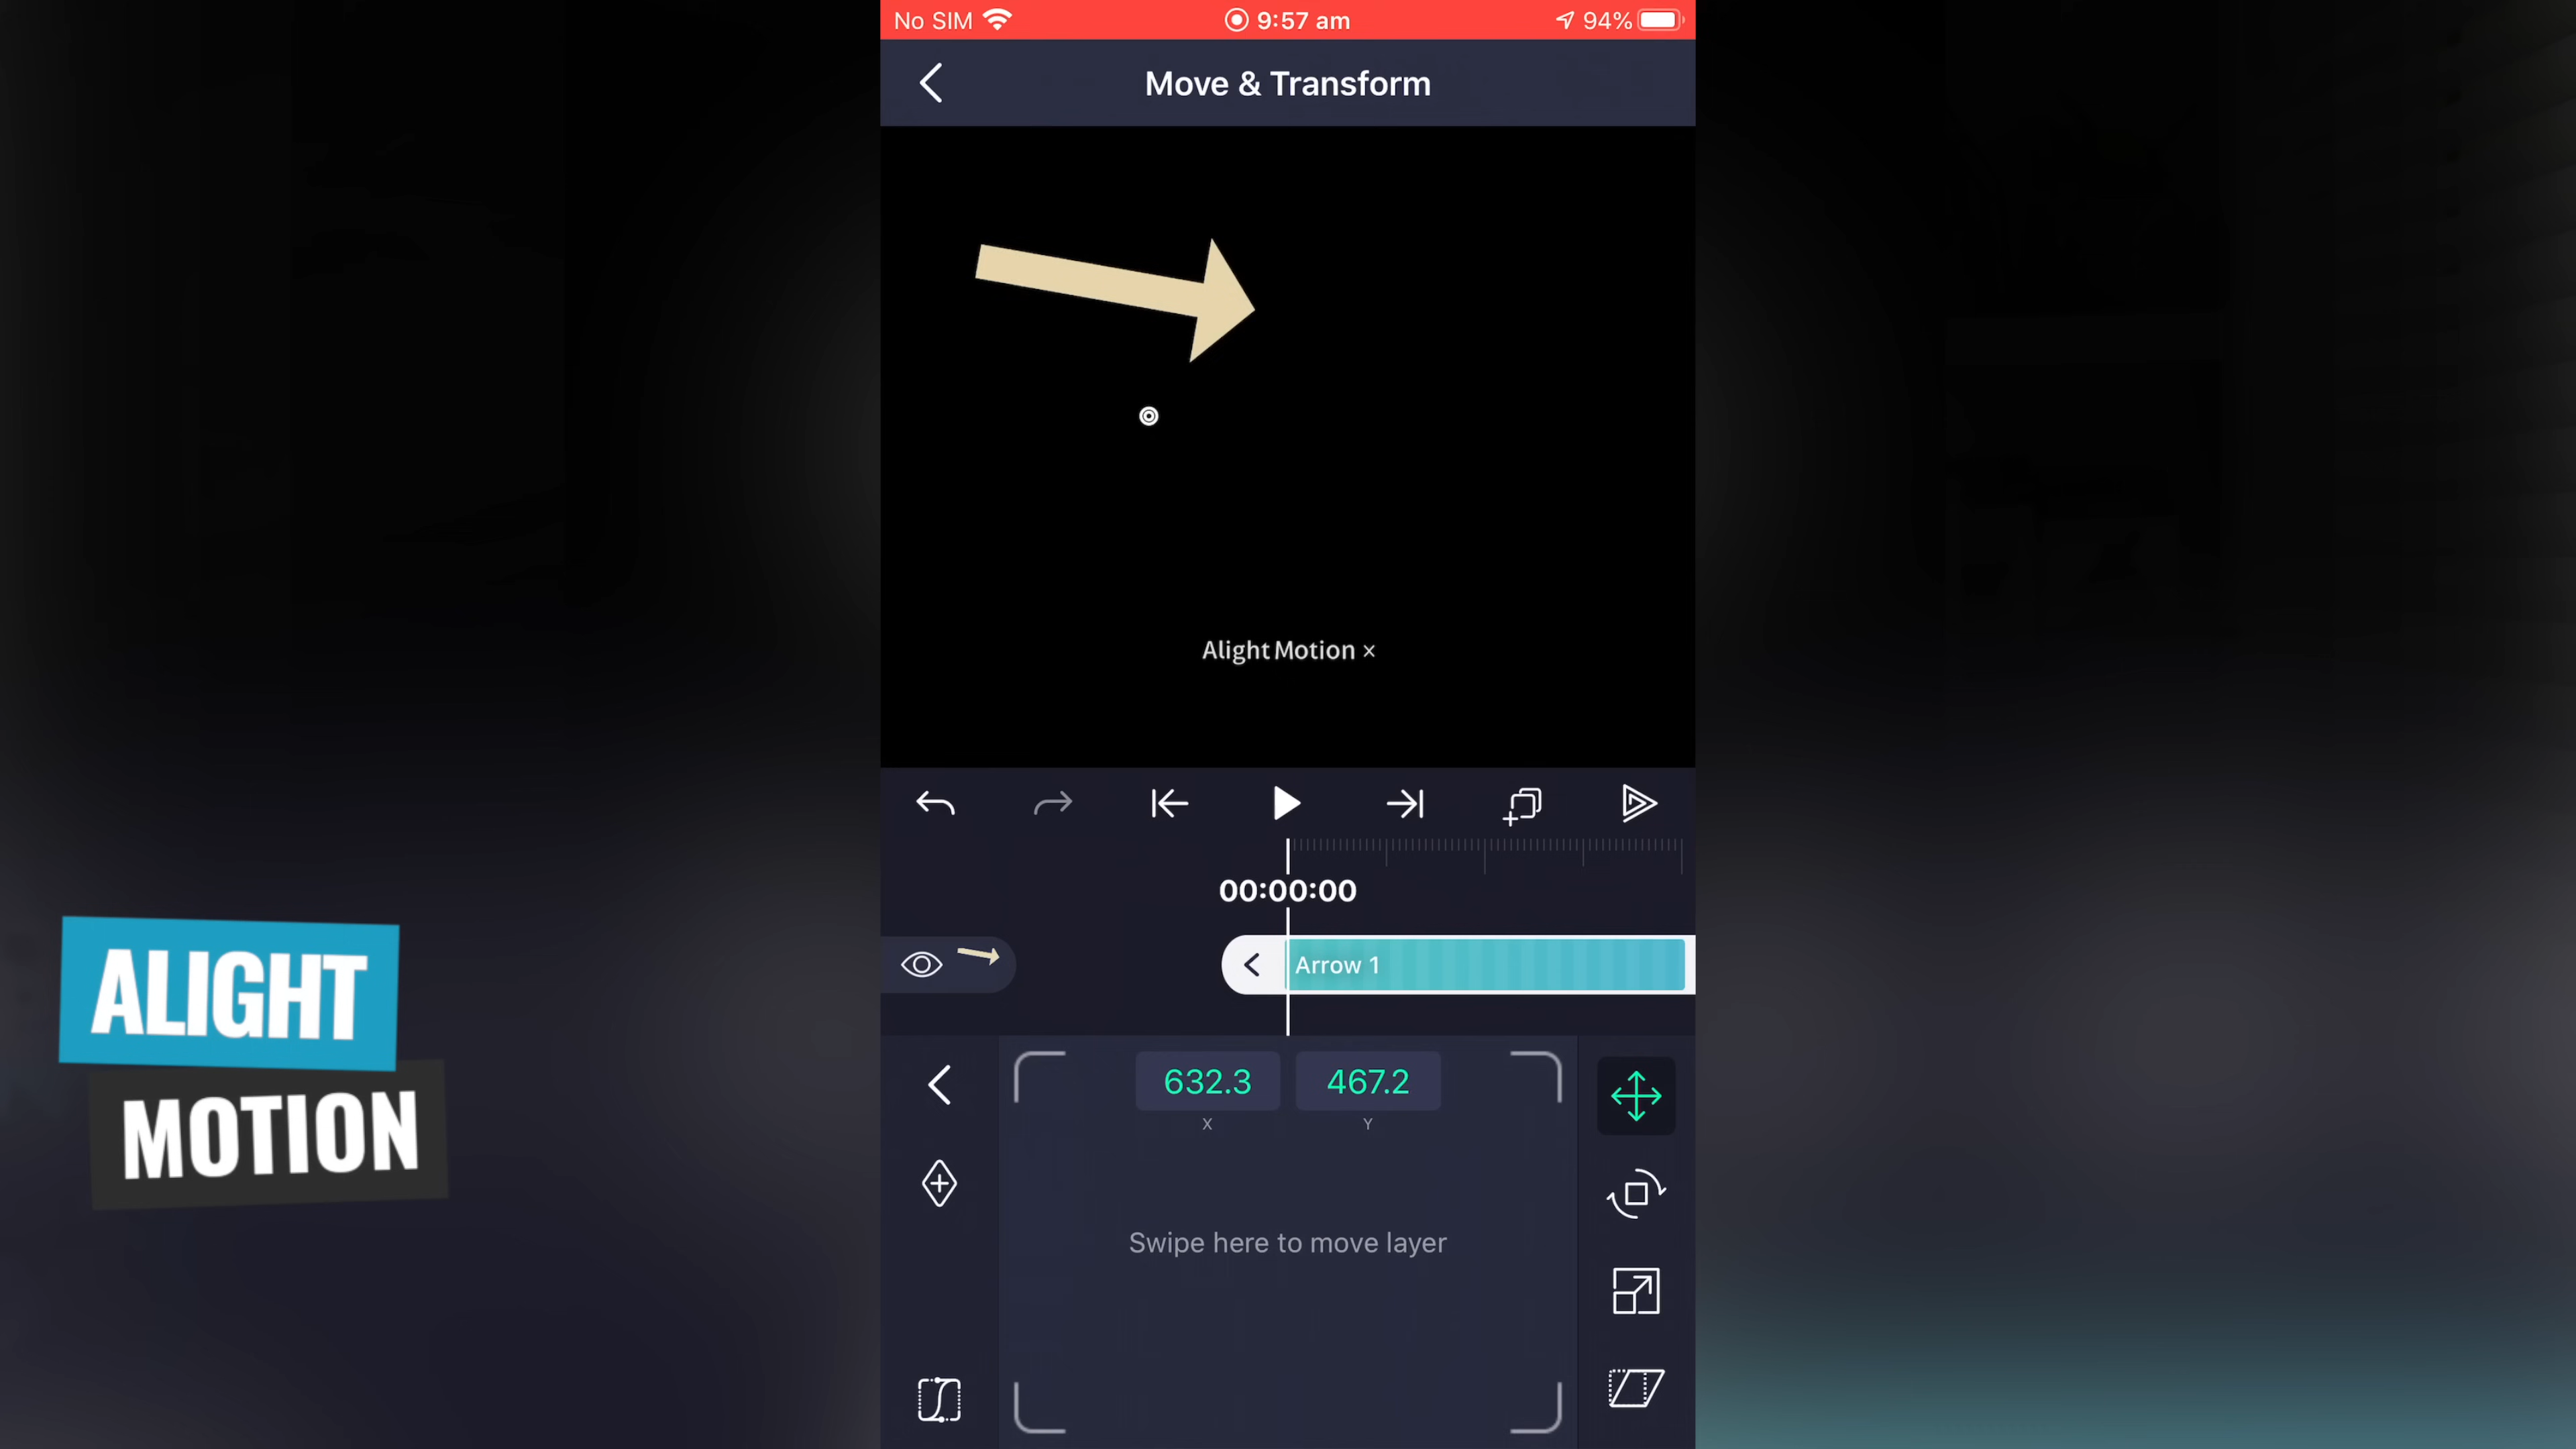 No SIM
9:57 am
94%
Move & Transform
Alight Motion ×
00:00:00
Arrow 1
632.3
467.2
X
Y
Swipe here to move layer
ALIGHT
MOTION